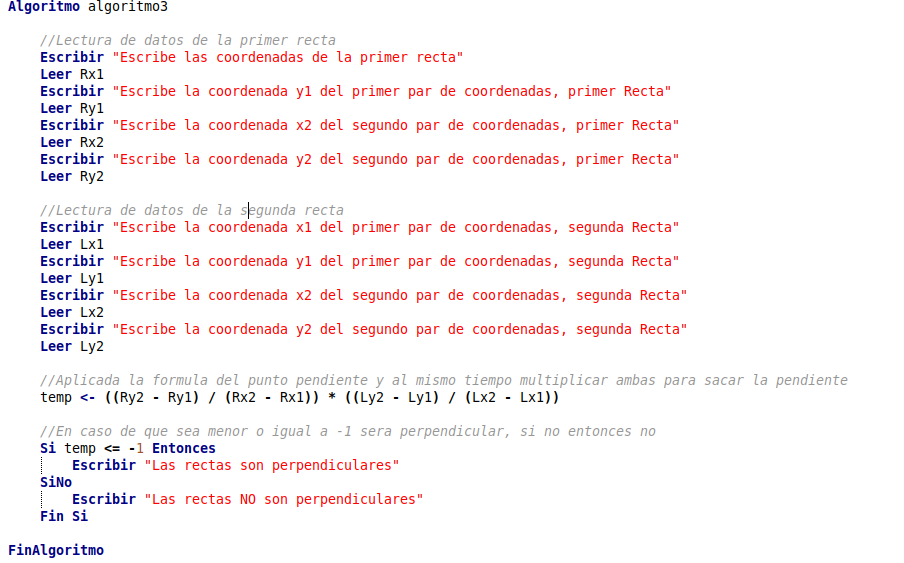 Algoritmo algoritmo3
//Lectura de datos de la primer recta
Escribir "Escribe las coordenadas de la primer recta"
Leer Rx1
Escribir "Escribe la coordenada y1 del primer par de coordenadas, primer Recta"
Leer Ry1
Escribir "Escribe la coordenada x2 del segundo par de coordenadas, primer Recta"
Leer Rx2
Escribir "Escribe la coordenada y2 del segundo par de coordenadas, primer Recta"
Leer Ry2
//Lectura de datos de la segunda recta
Escribir "Escribe la coordenada x1 del primer par de coordenadas, segunda Recta"
Leer Lx1
Escribir "Escribe la coordenada y1 del primer par de coordenadas, segunda Recta"
Leer Ly1
Escribir "Escribe la coordenada x2 del segundo par de coordenadas, segunda Recta"
Leer Lx2
Escribir "Escribe la coordenada y2 del segundo par de coordenadas, segunda Recta"
Leer Ly2
//Aplicada la formula del punto pendiente y al mismo tiempo multiplicar ambas para sacar la pendiente
temp <- ((Ry2 - Ry1) / (Rx2 - Rx1)) * ((Ly2 - Ly1) / (Lx2 - Lx1))
//En caso de que sea menor o igual a -1 sera perpendicular, si no entonces no
Si temp <= -1 Entonces
Escribir "Las rectas son perpendiculares"
SiNo
Escribir "Las rectas NO son perpendiculares"
Fin Si
FinAlgoritmo